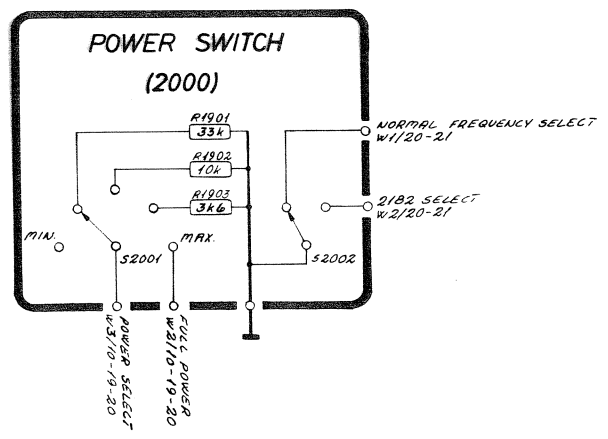 POWER SWITCH
(2000)
R1901
33k
R1902
10k
R1903
3k6
NORMAL FREQUENCY SELECT
W1/20-21
2182 SELECT
W2/20-21
MIN.
S2001
MAX.
S2002
POWER SELECT
W3/10-19-20
FULL POWER
W2/10-19-20